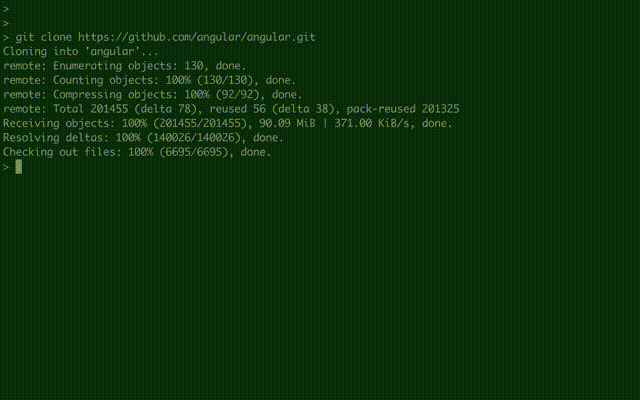 >
>
> git clone https://github.com/angular/angular.git
Cloning into 'angular'...
remote: Enumerating objects: 130, done.
remote: Counting objects: 100% (130/130), done.
remote: Compressing objects: 100% (92/92), done.
remote: Total 201455 (delta 78), reused 56 (delta 38), pack-reused 201325
Receiving objects: 100% (201455/201455), 90.09 MiB | 371.00 KiB/s, done.
Resolving deltas: 100% (140026/140026), done.
Checking out files: 100% (6695/6695), done.
>